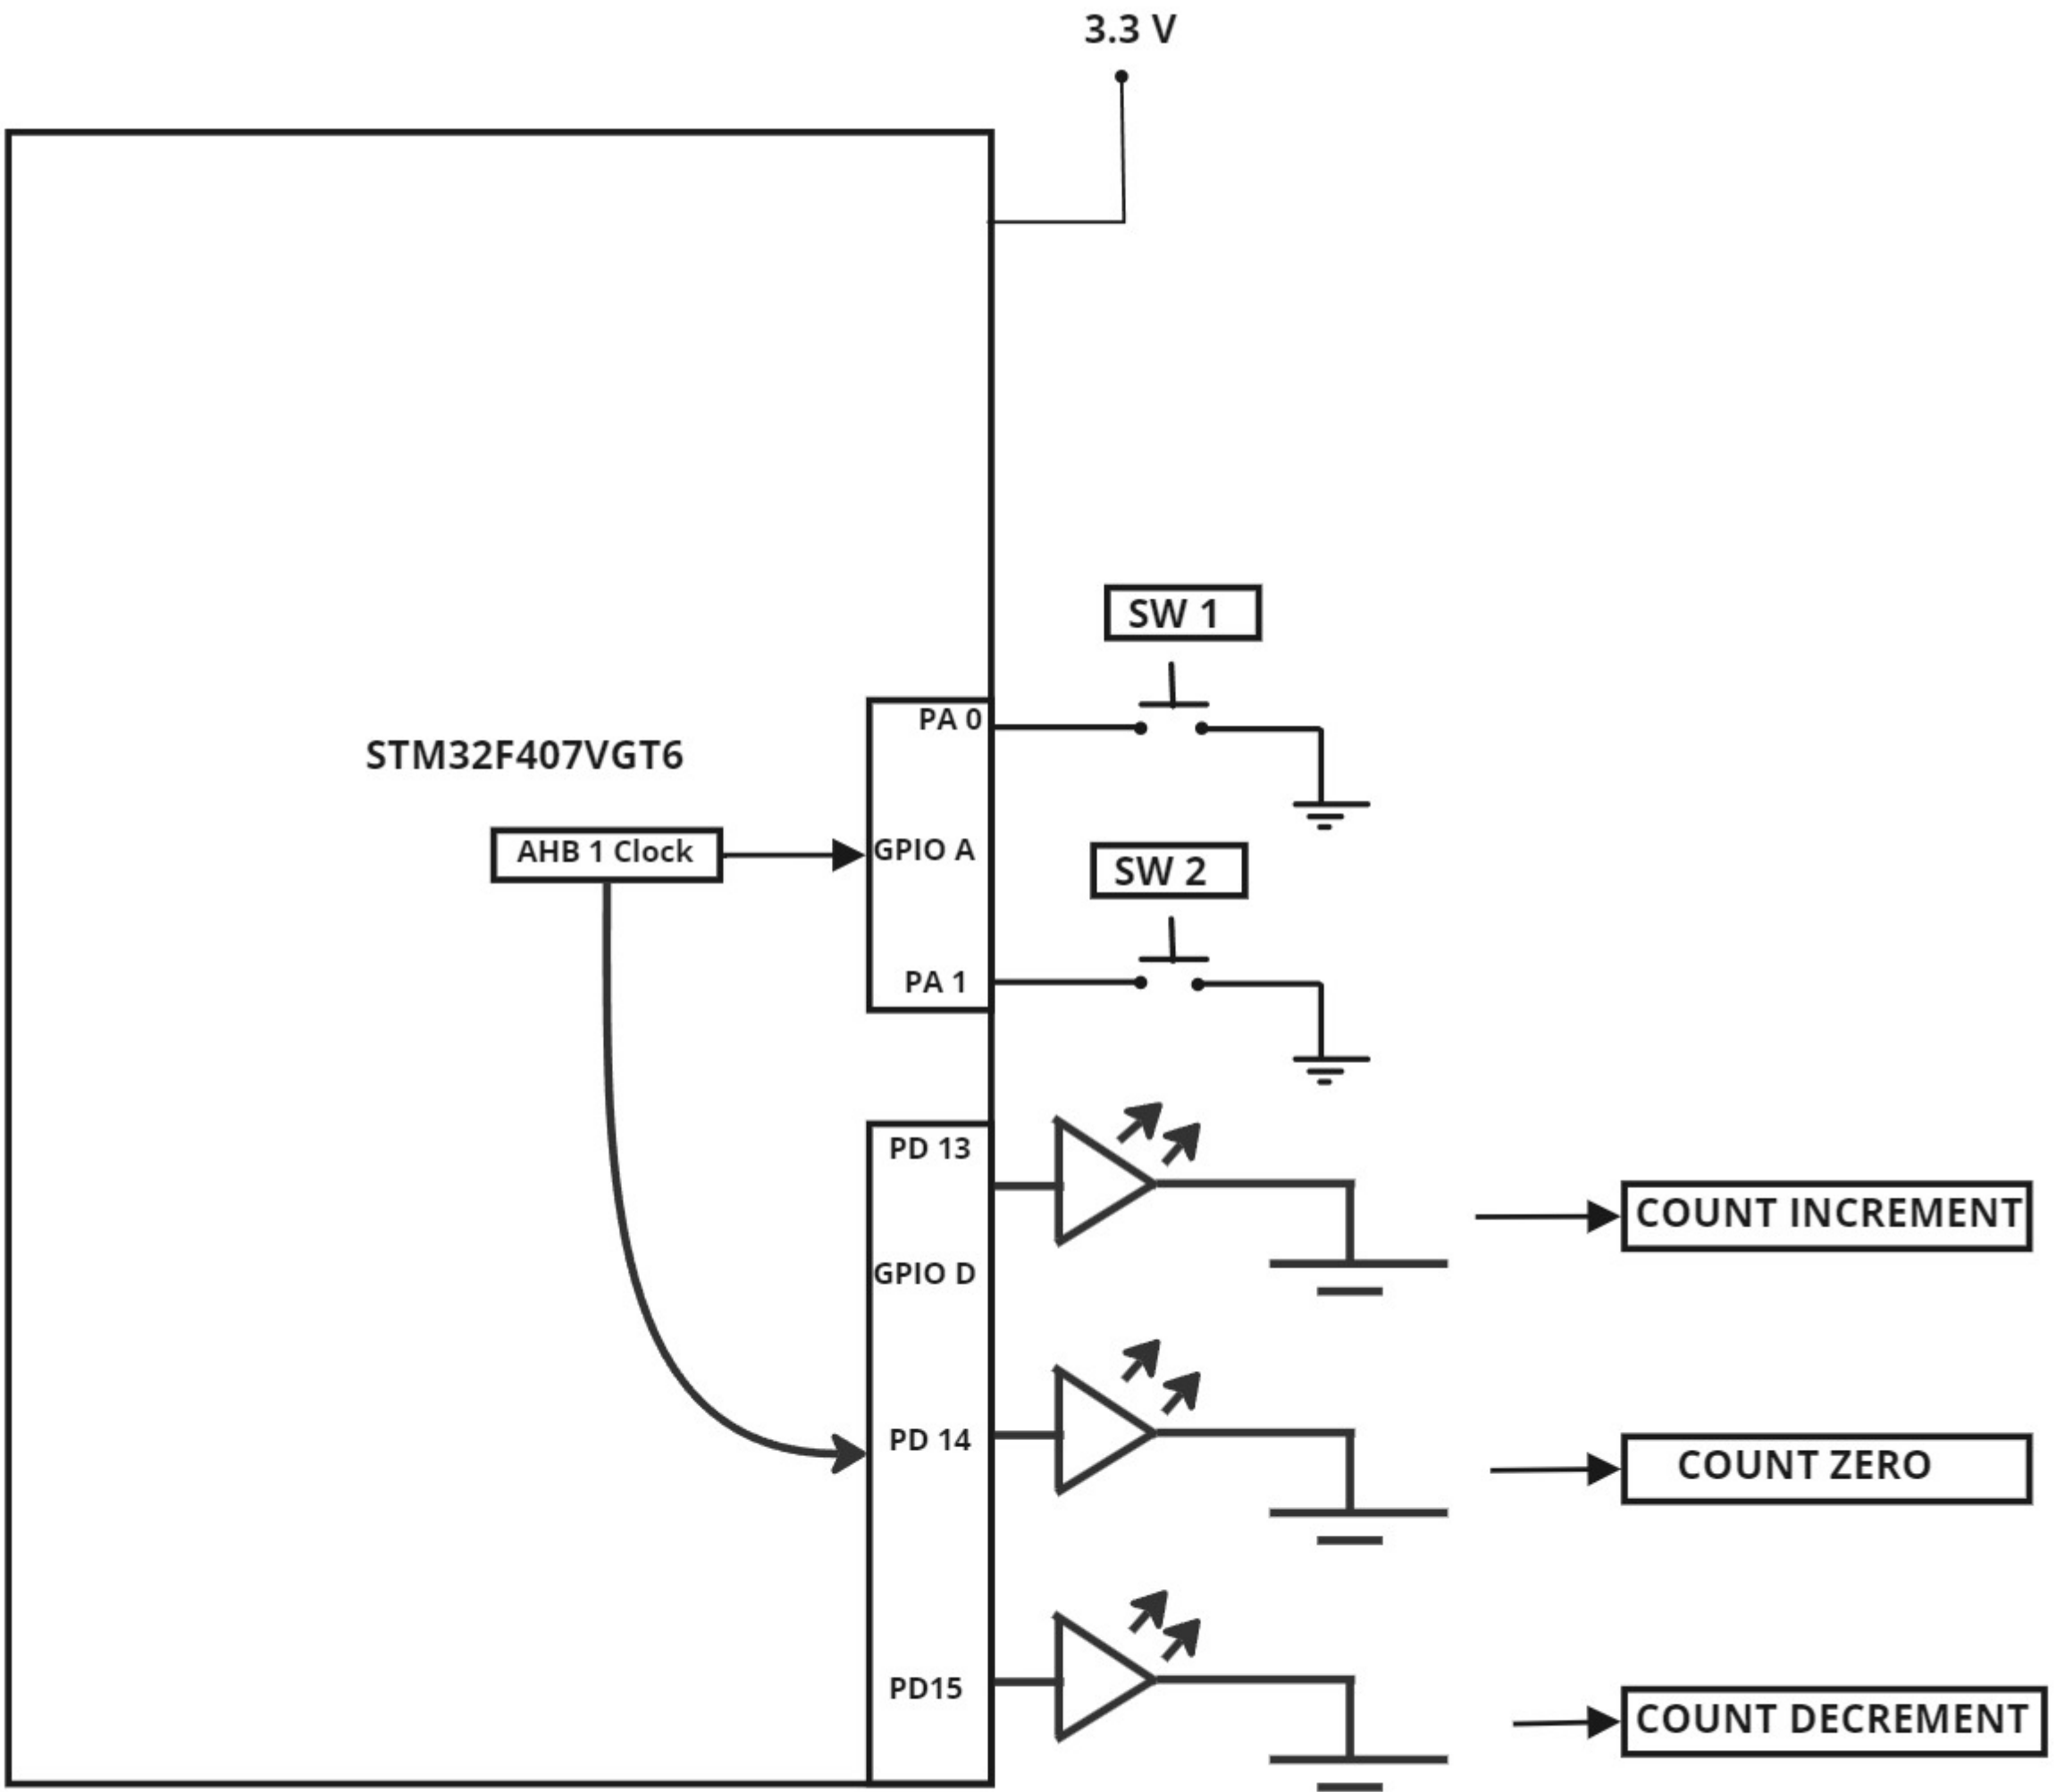 3.3 V
SW 1
PA 0
STM32F407VGT6
AHB 1 Clock
GPIO A
SW 2
PA 1
PD 13
COUNT INCREMENT
GPIO D
PD 14
COUNT ZERO
PD15
COUNT DECREMENT